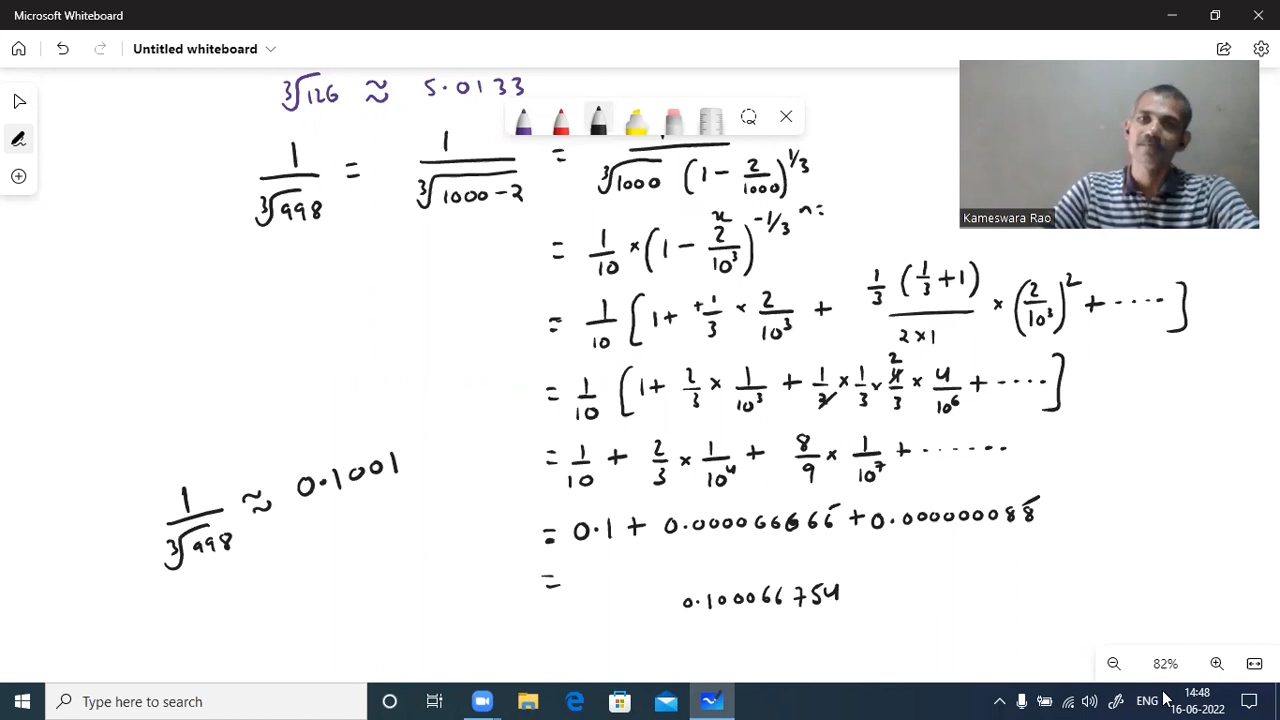 Microsoft Whiteboard
Untitled whiteboard
∛126 ≈ 5.0133
1/∛998 = 1/∛(1000-2) = 1/(∛1000 (1 - 2/1000)^1/3)
= 1/10 × (1 - 2/10³)^-1/3 x n=
= 1/10 [1 + +1/3 × 2/10³ + 1/3 (1/3 + 1)/(2×1) × (2/10³)² + ....]
= 1/10 [1 + 2/3 × 1/10³ + 1/2 × 1/3 × 4/3 2 × 4/10⁶ + ....]
= 1/10 + 2/3 × 1/10⁴ + 8/9 × 1/10⁷ + .......
= 0.1 + 0.00006666 6 + 0.000000088
=
0.100066754
1/∛998 ≈ 0.1001
Kameswara Rao
82%
Type here to search
ENG
14:48
16-06-2022